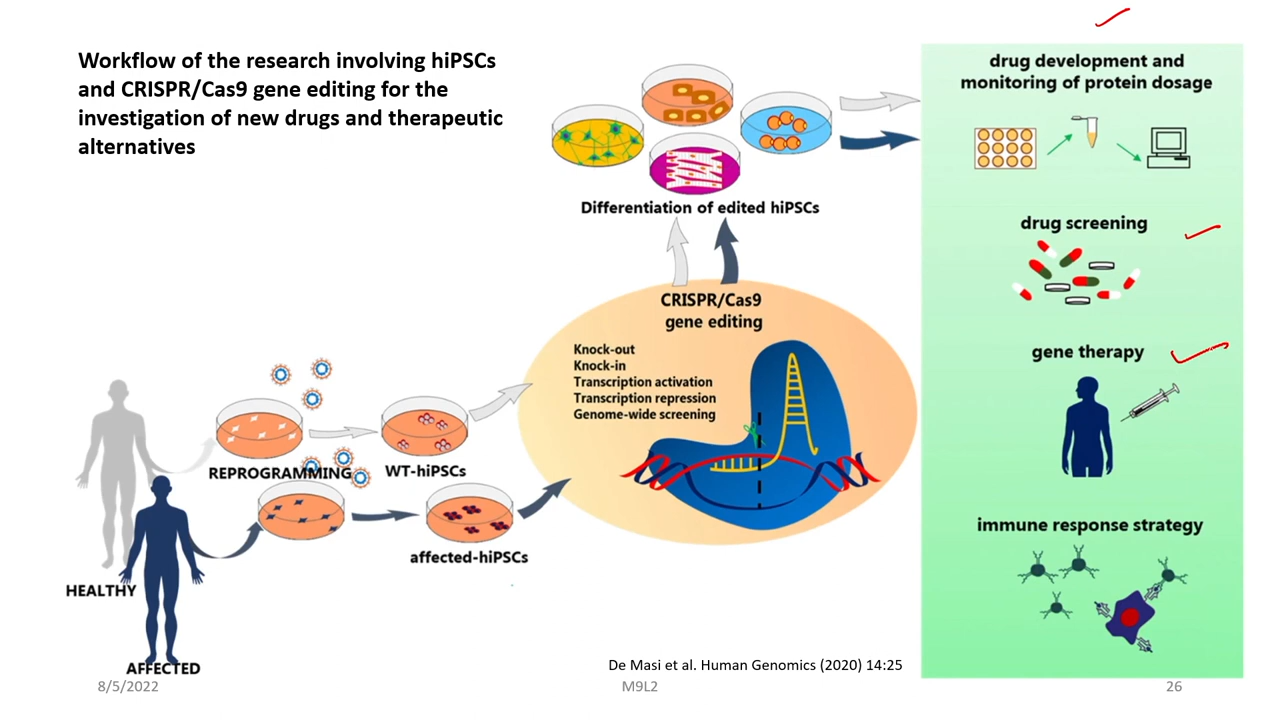 Workflow of the research involving hiPSCs
and CRISPR/Cas9 gene editing for the
investigation of new drugs and therapeutic
alternatives
Differentiation of edited hiPSCs
CRISPR/Cas9
gene editing
Knock-out
Knock-in
Transcription activation
Transcription repression
Genome-wide screening
REPROGRAMMING
WT-hiPSCs
affected-hiPSCs
HEALTHY
AFFECTED
drug development and
monitoring of protein dosage
drug screening
gene therapy
immune response strategy
De Masi et al. Human Genomics (2020) 14:25
8/5/2022
M9L2
26